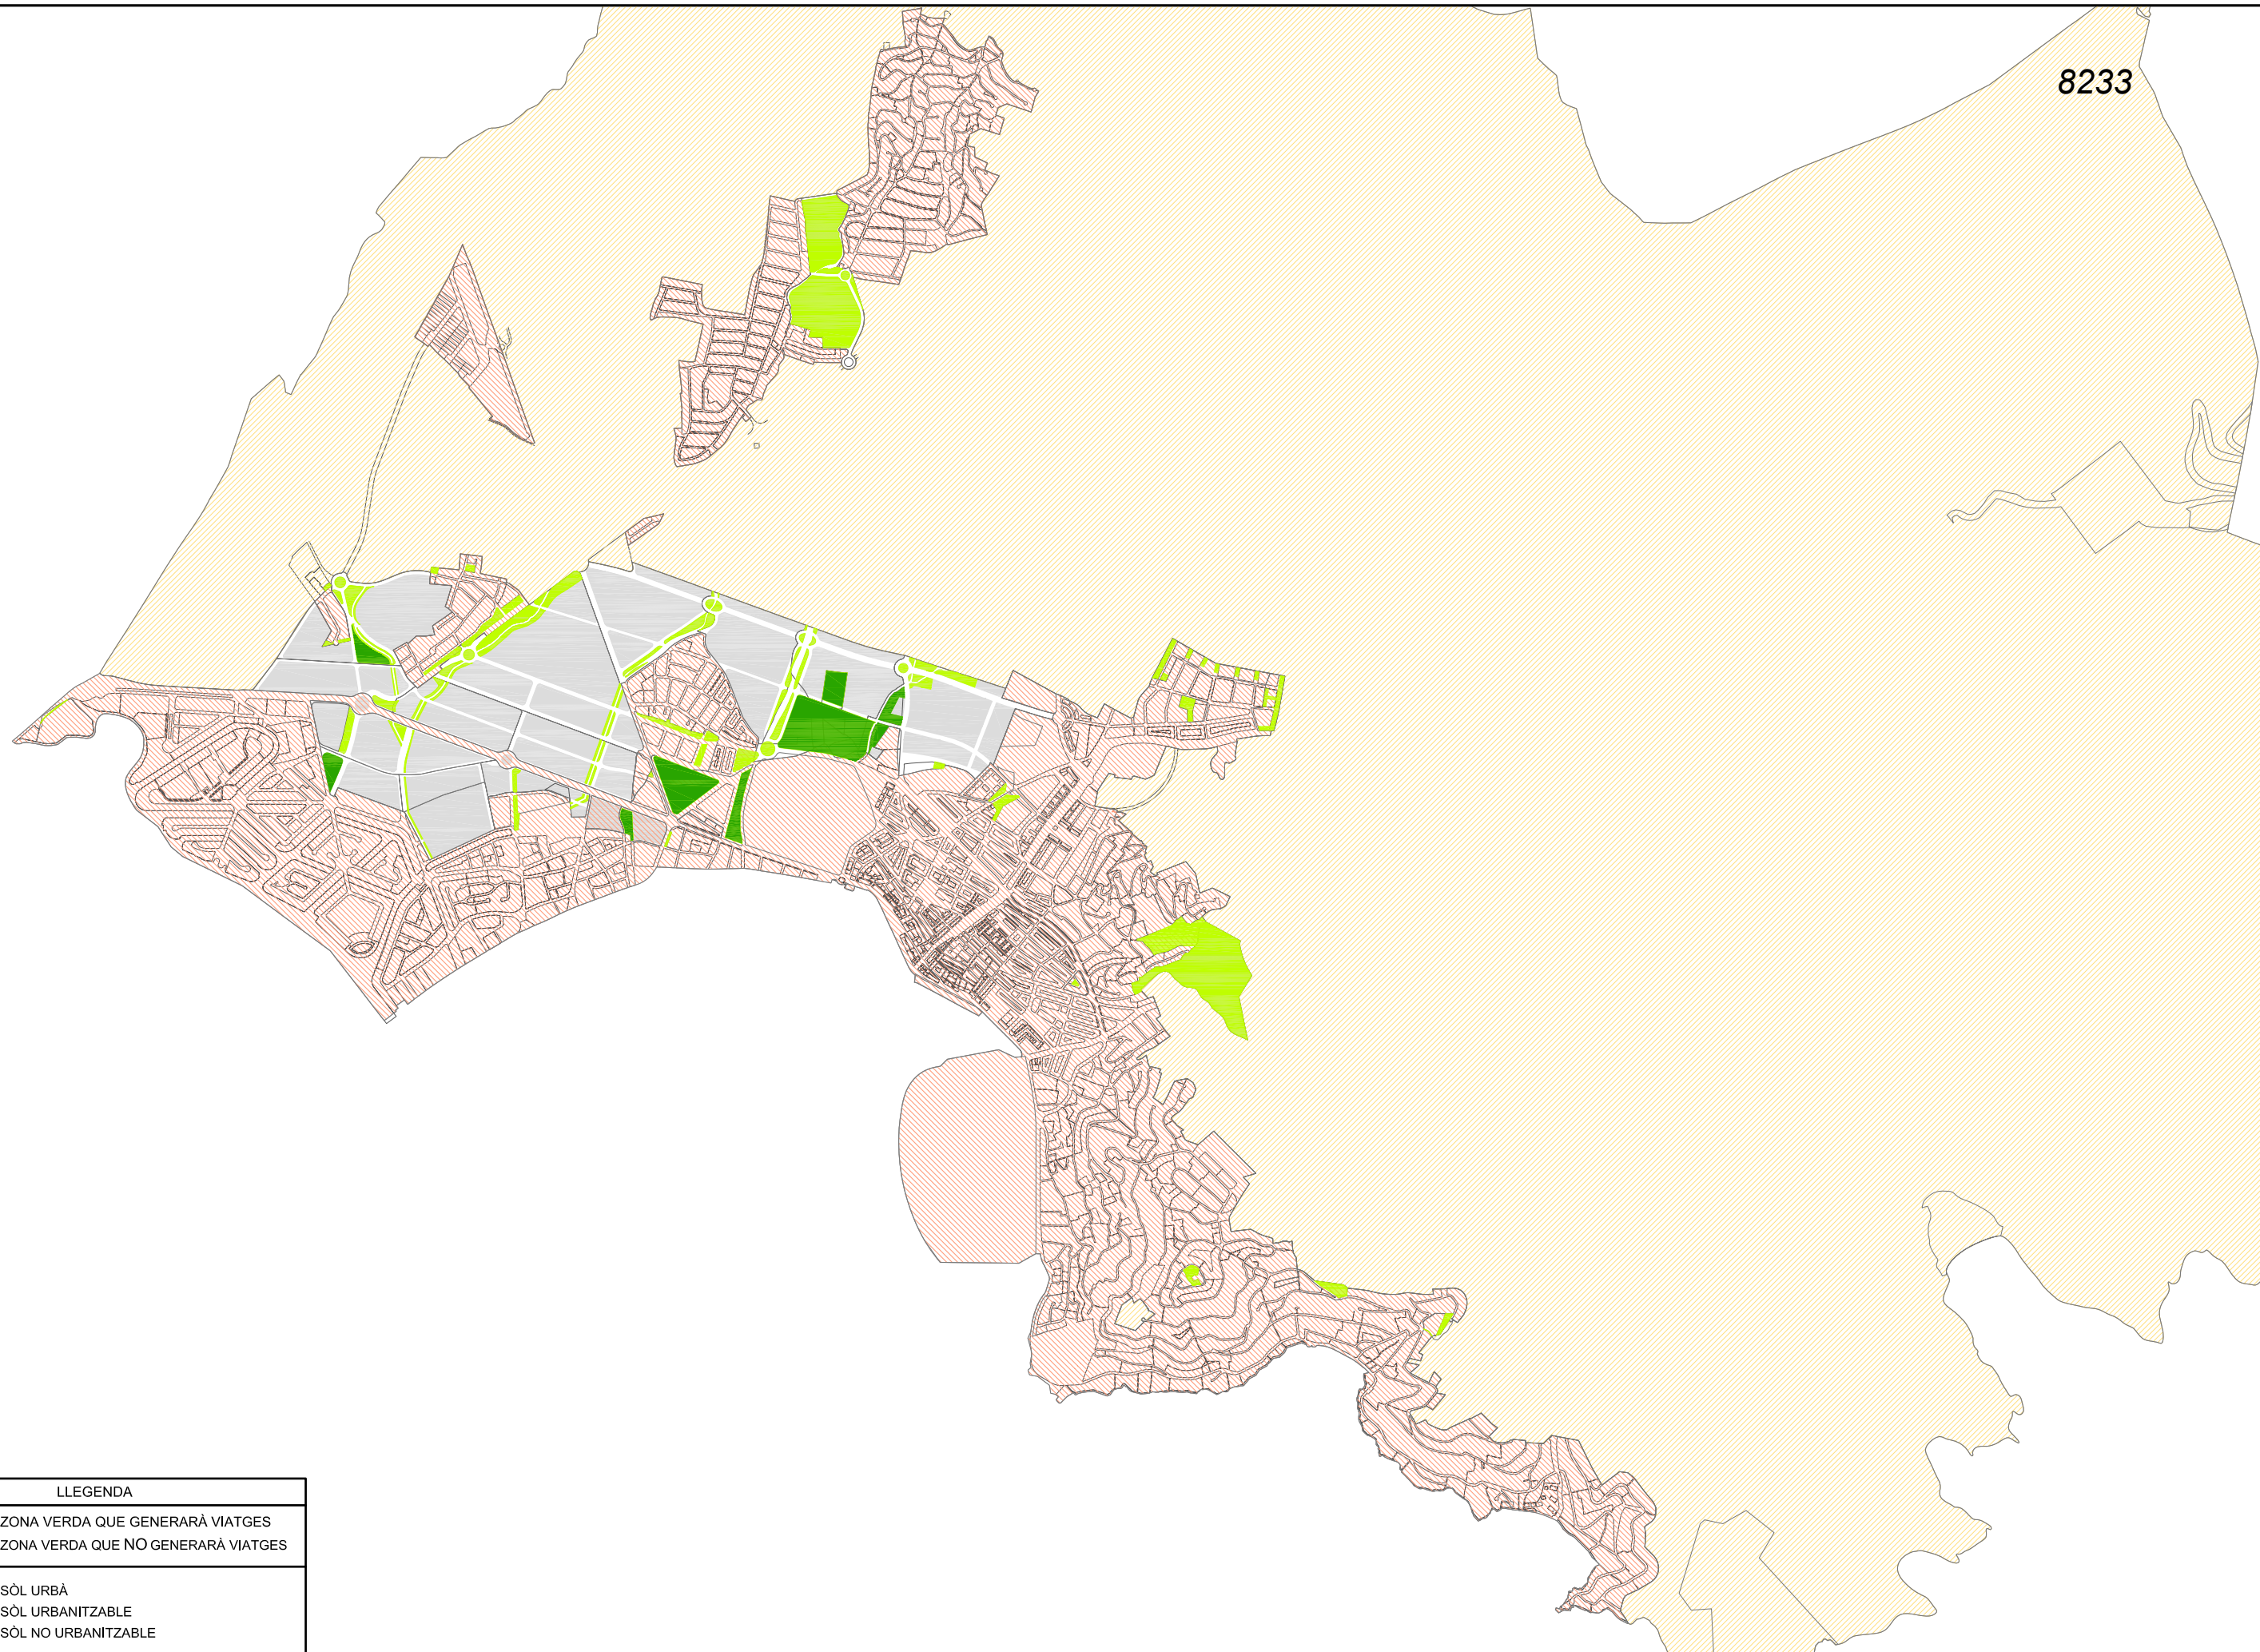 8233
LLEGENDA
ZONA VERDA QUE GENERARÀ VIATGES
ZONA VERDA QUE NO GENERARÀ VIATGES
SÒL URBÀ
SÒL URBANITZABLE
SÒL NO URBANITZABLE